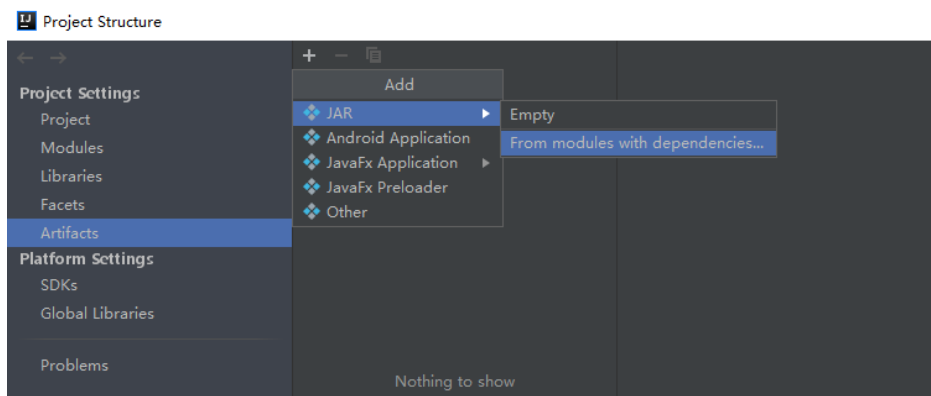 Project Structure
Project Settings
Project
Modules
Libraries
Facets
Artifacts
Platform Settings
SDKs
Global Libraries
Problems
Add
JAR
Android Application
JavaFx Application
JavaFx Preloader
Other
Empty
From modules with dependencies...
Nothing to show